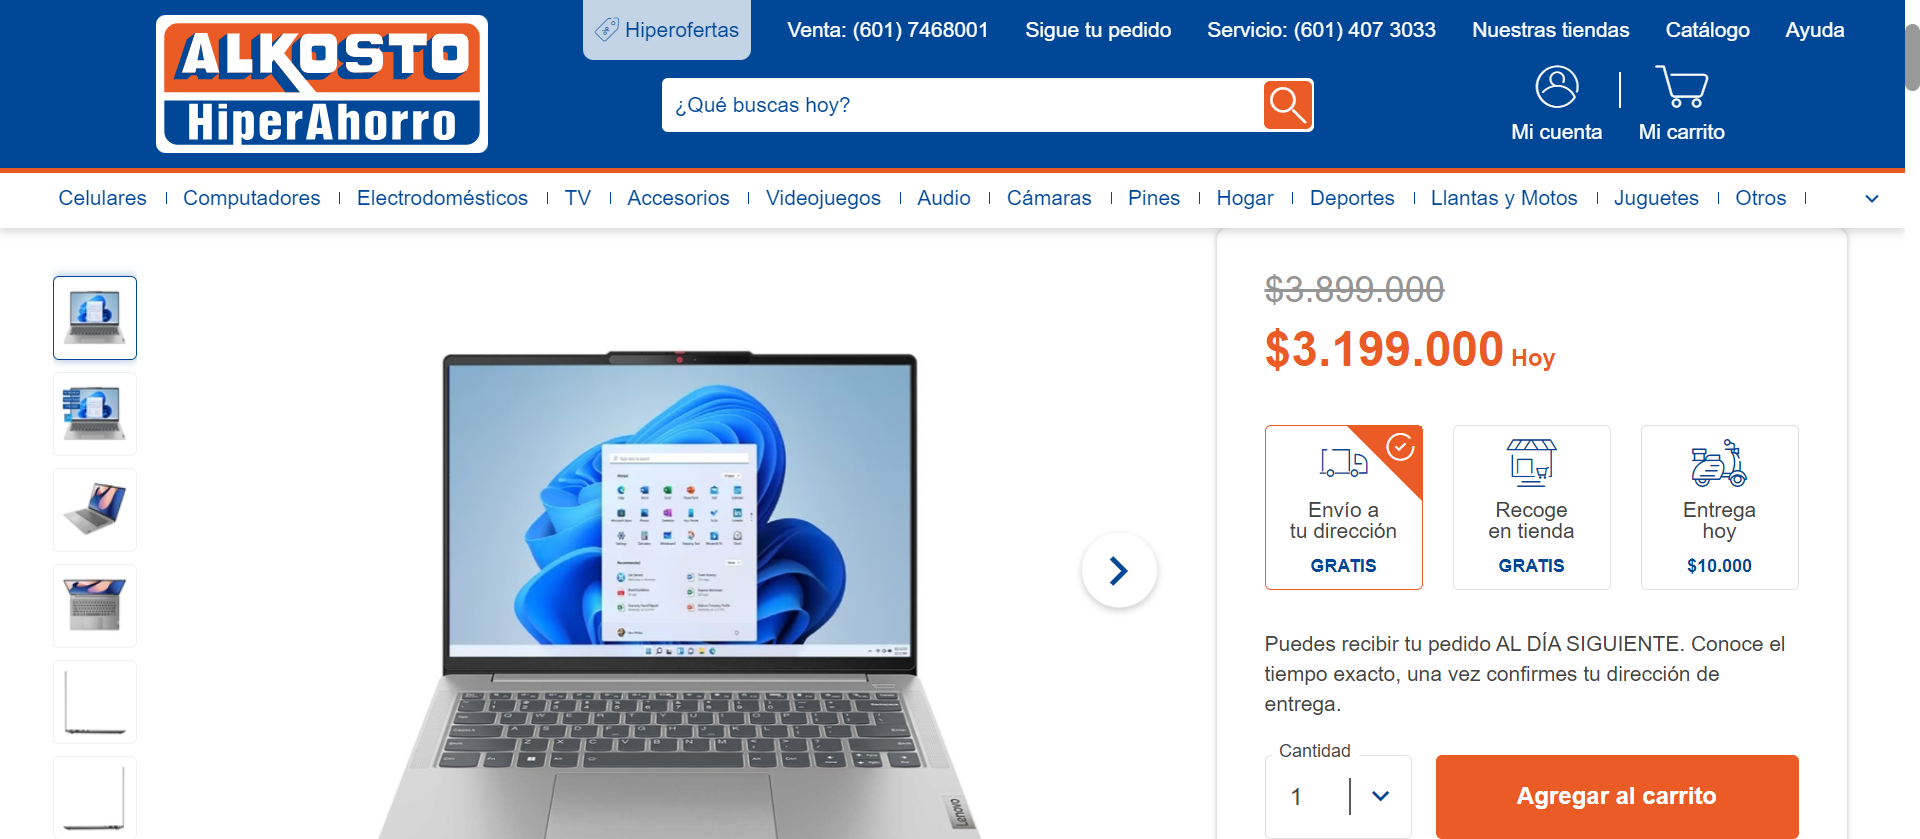 ALKOSTO
HiperAhorro
Hiperofertas
Venta: (601) 7468001
Sigue tu pedido
Servicio: (601) 407 3033
Nuestras tiendas
Catálogo
Ayuda
¿Qué buscas hoy?
Mi cuenta
Mi carrito
Celulares
Computadores
Electrodomésticos
TV
Accesorios
Videojuegos
Audio
Cámaras
Pines
Hogar
Deportes
Llantas y Motos
Juguetes
Otros
$3.899.000
$3.199.000 Hoy
Envío a
tu dirección
GRATIS
Recoge
en tienda
GRATIS
Entrega
hoy
$10.000
Puedes recibir tu pedido AL DÍA SIGUIENTE. Conoce el
tiempo exacto, una vez confirmes tu dirección de
entrega.
Cantidad
1
Agregar al carrito
Lenovo